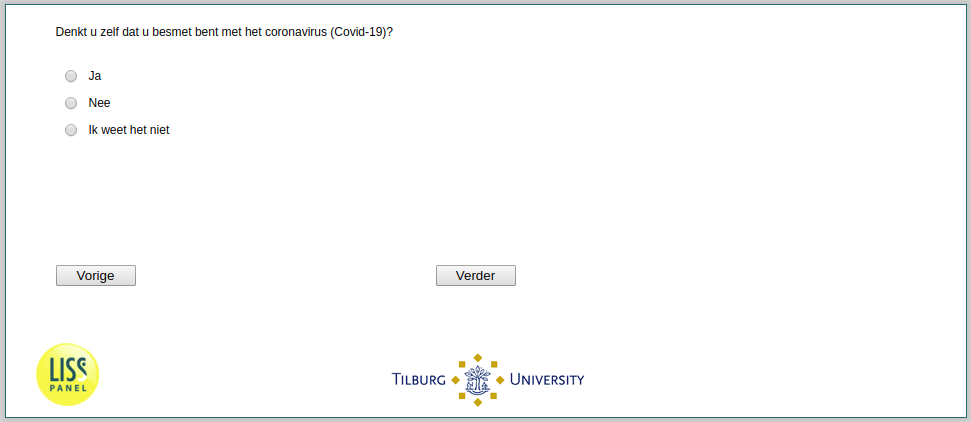 Denkt u zelf dat u besmet bent met het coronavirus (Covid-19)?
Ja
Nee
Ik weet het niet
Vorige
Verder
LISS
PANEL
TILBURG UNIVERSITY